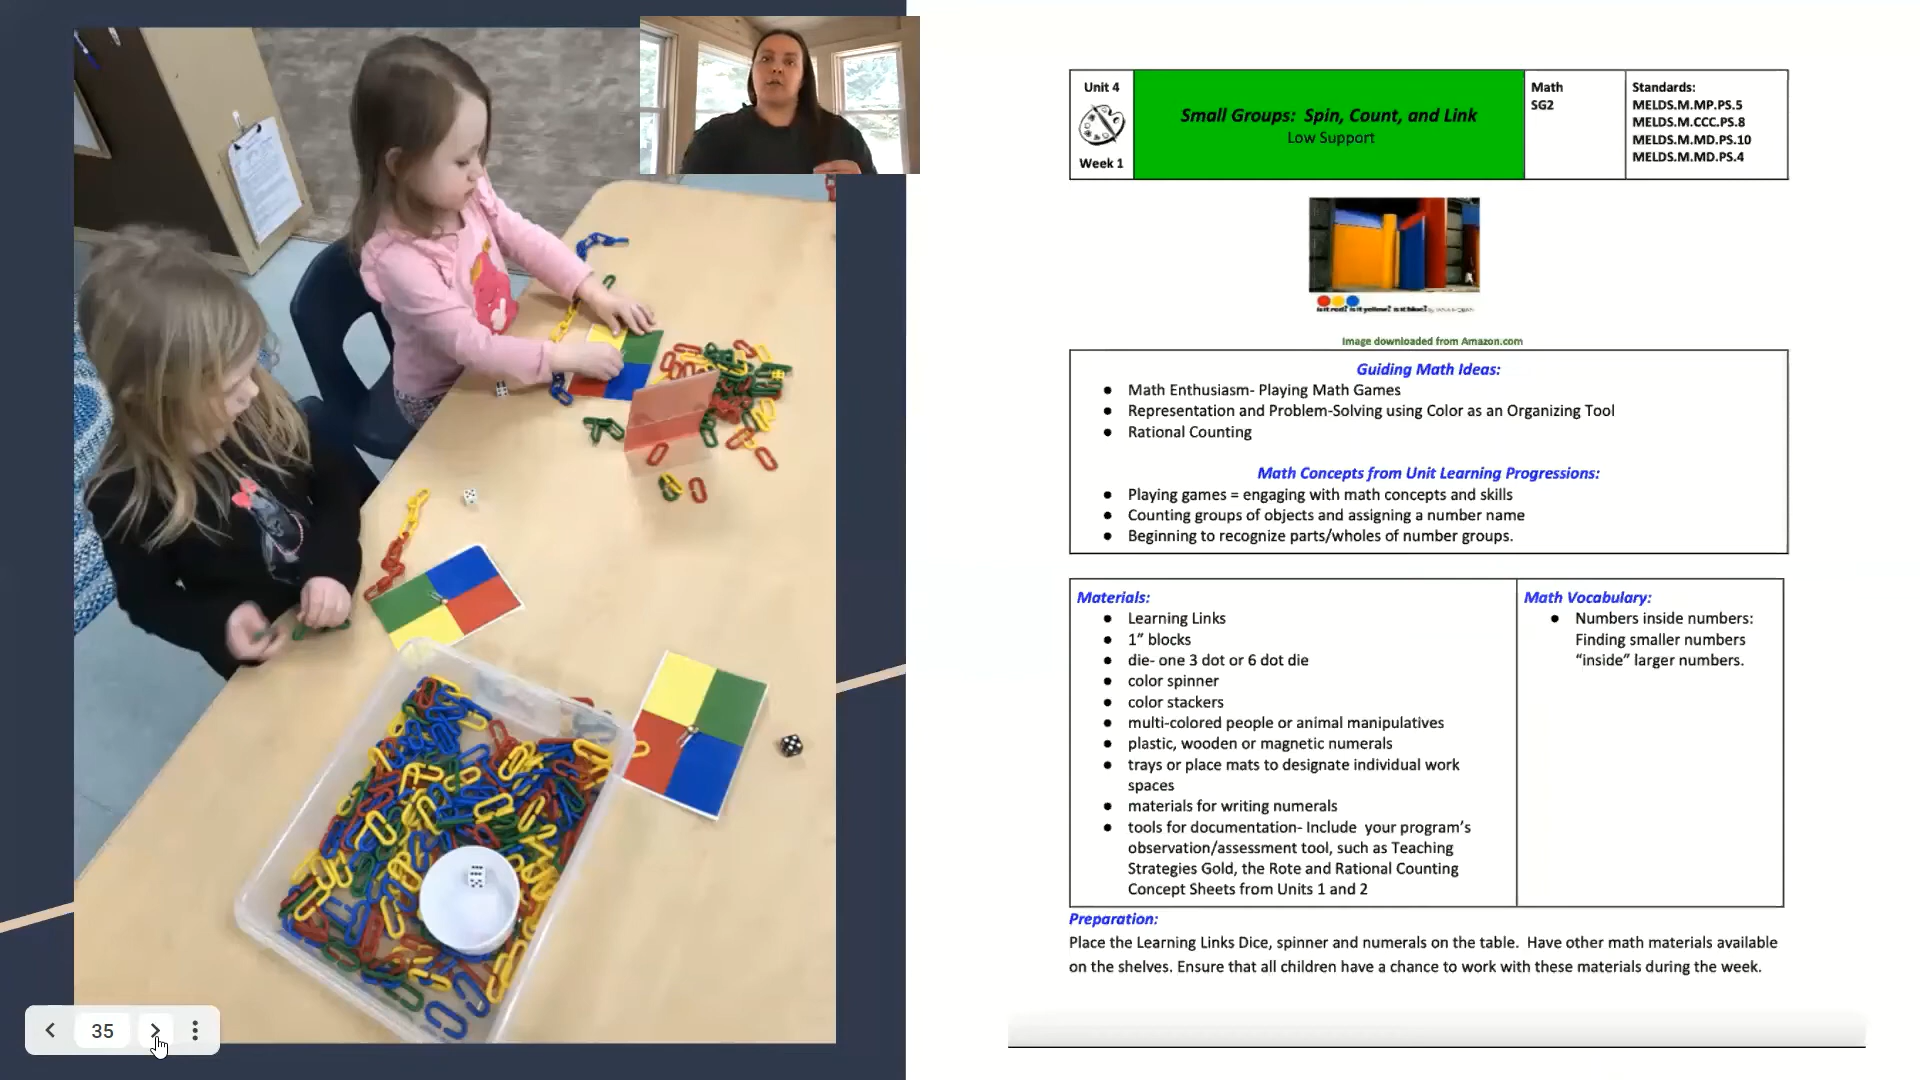 Unit 4
Week 1
Small Groups: Spin, Count, and Link
Low Support
Math
SG2
Standards:
MELDS.M.MP.PS.5
MELDS.M.CCC.PS.8
MELDS.M.MD.PS.10
MELDS.M.MD.PS.4
is it red? is it yellow? is it blue?
Image downloaded from Amazon.com
Guiding Math Ideas:
● Math Enthusiasm- Playing Math Games
● Representation and Problem-Solving using Color as an Organizing Tool
● Rational Counting
Math Concepts from Unit Learning Progressions:
● Playing games = engaging with math concepts and skills
● Counting groups of objects and assigning a number name
● Beginning to recognize parts/wholes of number groups.
Materials:
● Learning Links
● 1” blocks
● die- one 3 dot or 6 dot die
● color spinner
● color stackers
● multi-colored people or animal manipulatives
● plastic, wooden or magnetic numerals
● trays or place mats to designate individual work
spaces
● materials for writing numerals
● tools for documentation- Include your program’s
observation/assessment tool, such as Teaching
Strategies Gold, the Rote and Rational Counting
Concept Sheets from Units 1 and 2
Math Vocabulary:
● Numbers inside numbers:
Finding smaller numbers
“inside” larger numbers.
Preparation:
Place the Learning Links Dice, spinner and numerals on the table. Have other math materials available
on the shelves. Ensure that all children have a chance to work with these materials during the week.
35